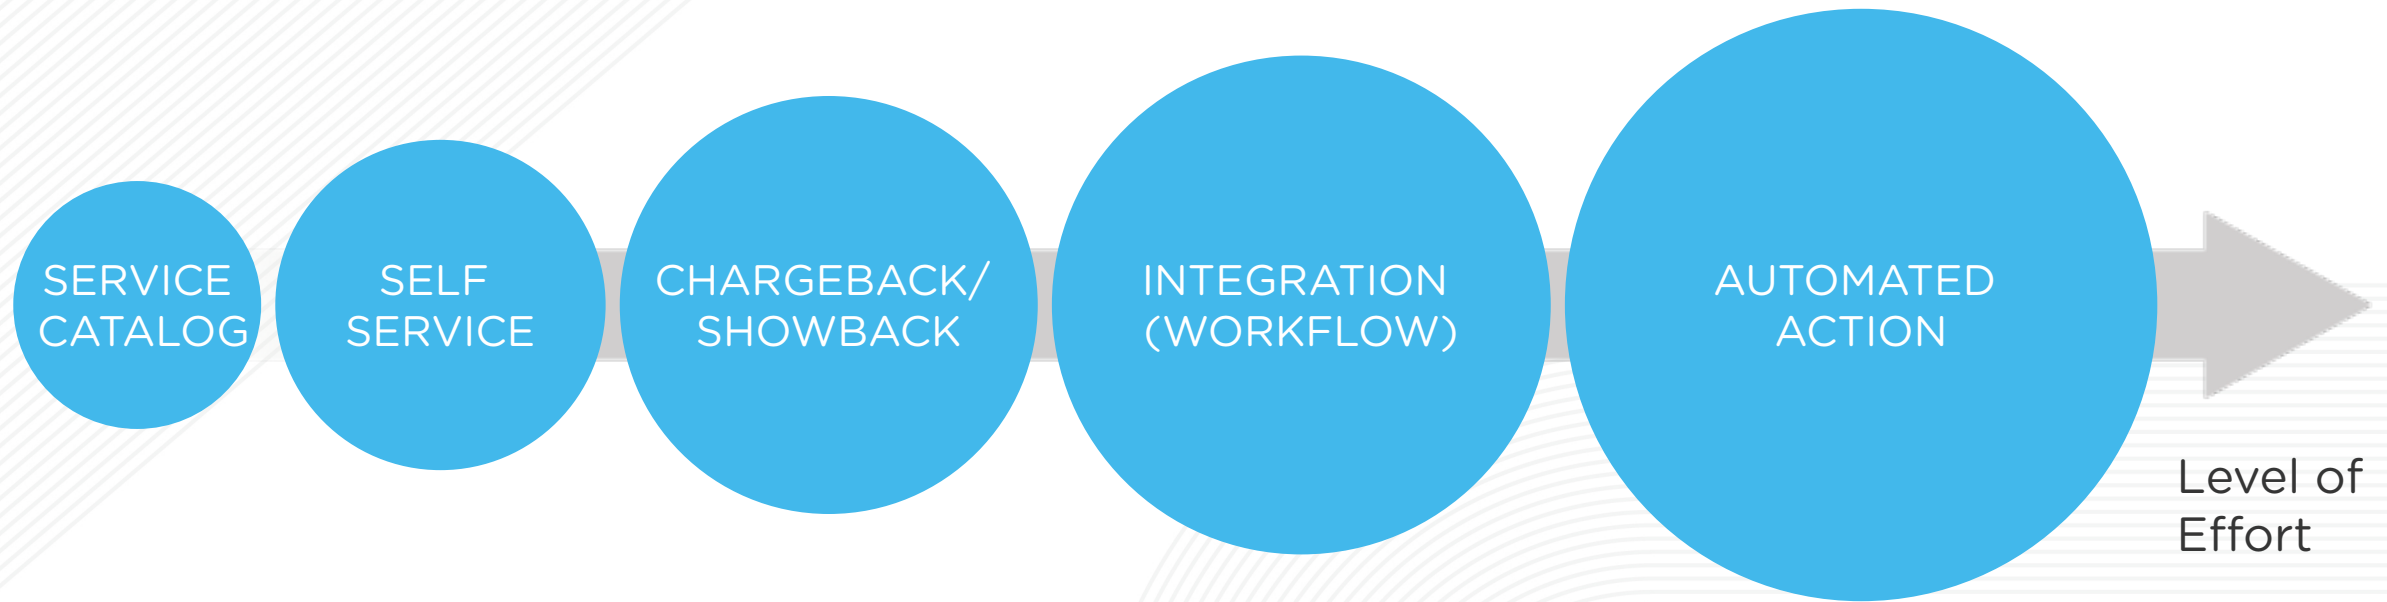 SERVICE
CATALOG
SELF
SERVICE
CHARGEBACK/
SHOWBACK
INTEGRATION
(WORKFLOW)
AUTOMATED
ACTION
Level of
Effort